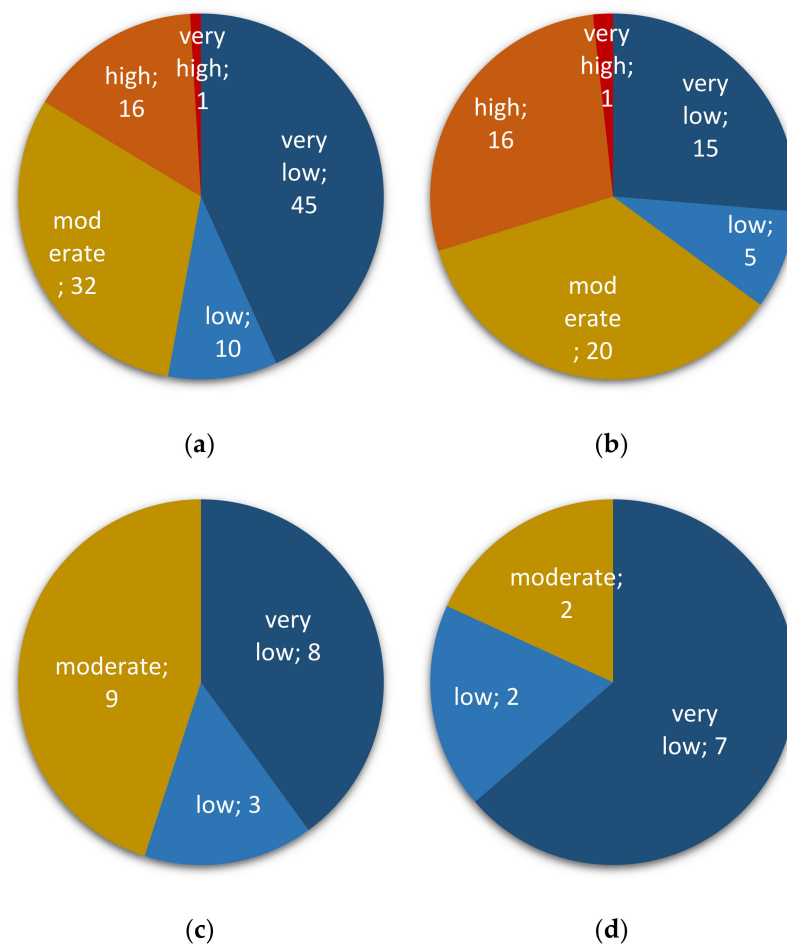 very
high;
1
high;
16
very
low;
45
mod
erate
; 32
low;
10
(a)
very
high;
1
high;
16
very
low;
15
low;
5
mod
erate
; 20
(b)
moderate;
9
very
low; 8
low; 3
(c)
moderate;
2
low; 2
very
low; 7
(d)